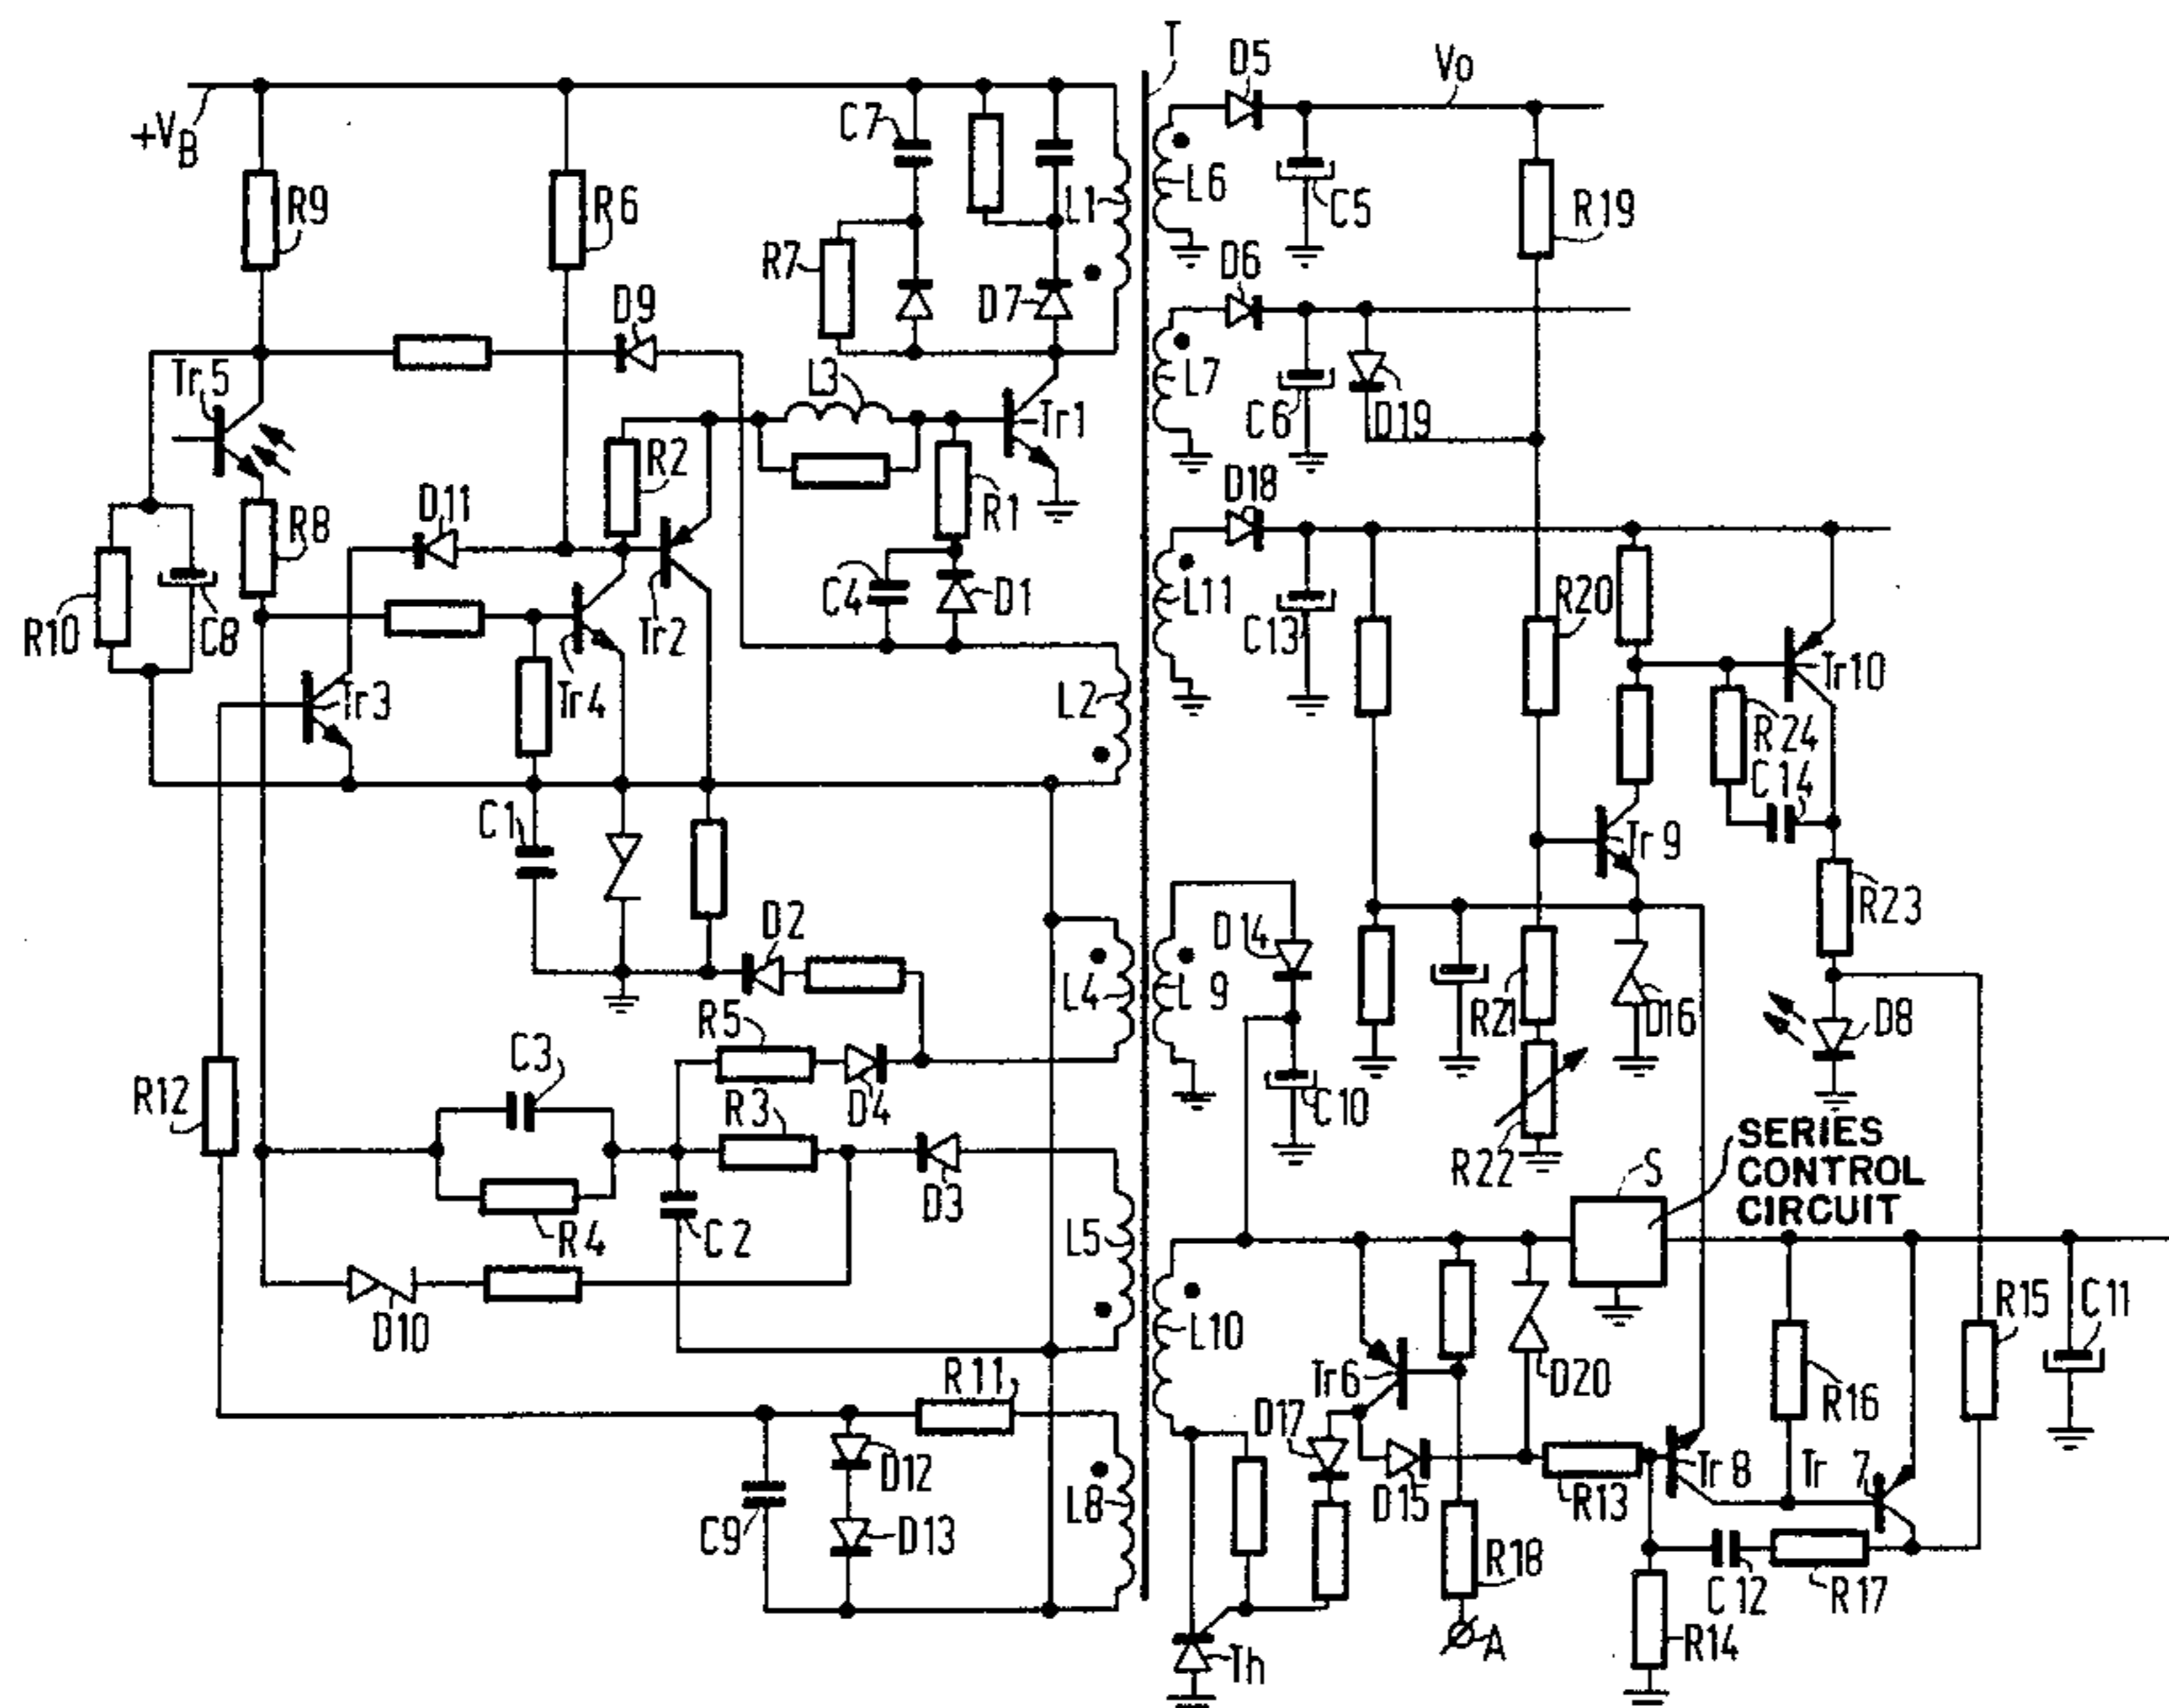 T
D5
Vo
+VB
C7
R9
R6
L1
L6
C5
R19
R7
D7
D6
D9
Tr5
L3
L7
C6
D19
Tr1
R2
R1
D18
D11
R8
C4
D1
L11
C13
R20
Tr10
R10
C8
Tr2
Tr3
Tr4
L2
R24
C14
C1
Tr9
D2
D14
R23
L4
L9
R21
D16
D8
R5
C3
R12
D4
R3
C10
R22
S
SERIES
CONTROL
CIRCUIT
D3
R4
C2
L5
D10
L10
R15
C11
R11
Tr6
D20
R16
D17
D12
D15
R13
Tr8
Tr7
C9
D13
L8
R18
C12
R17
Th
A
R14